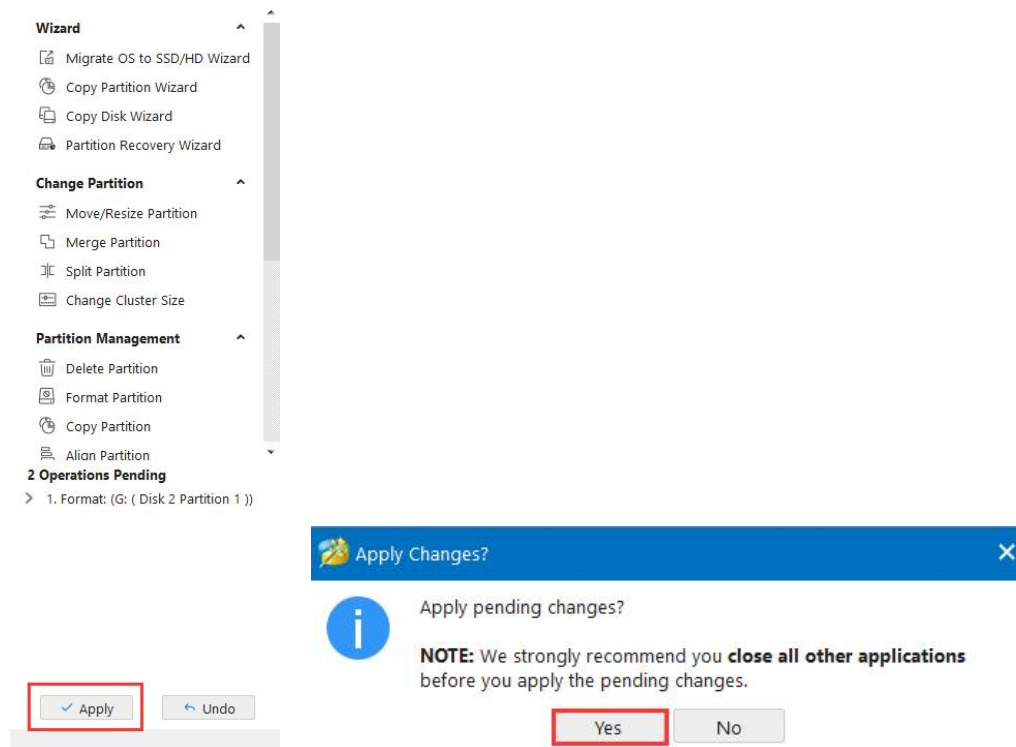 Wizard
Migrate OS to SSD/HD Wizard
Copy Partition Wizard
Copy Disk Wizard
Partition Recovery Wizard
Change Partition
Move/Resize Partition
Merge Partition
Split Partition
Change Cluster Size
Partition Management
Delete Partition
Format Partition
Copy Partition
Align Partition
2 Operations Pending
1. Format: (G: ( Disk 2 Partition 1 ))
Apply
Undo
Apply Changes?
Apply pending changes?
NOTE: We strongly recommend you close all other applications
before you apply the pending changes.
Yes
No